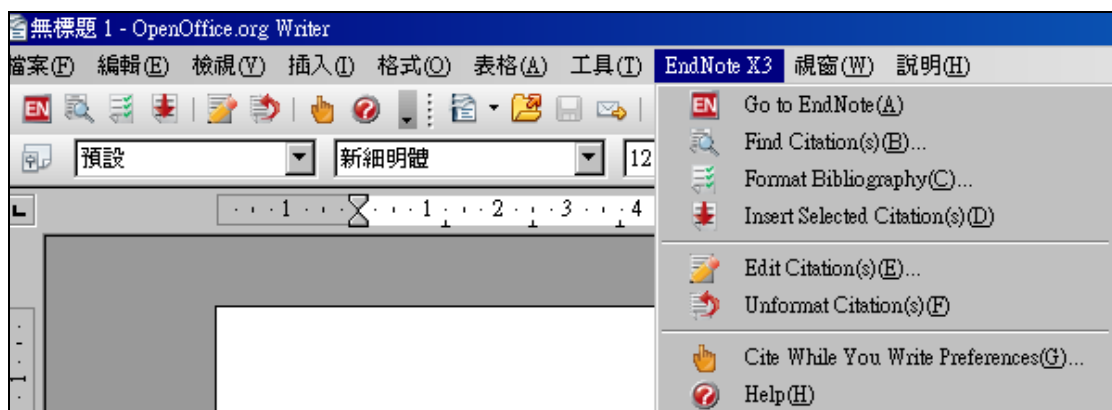 無標題 1 - OpenOffice.org Writer
檔案(F) 編輯(E) 檢視(V) 插入(I) 格式(O) 表格(A) 工具(T) EndNote X3 視窗(W) 說明(H)
EN
預設 新細明體 12
1 1 2 3 4
1
EN Go to EndNote(A)
Find Citation(s)(B)...
Format Bibliography(C)...
Insert Selected Citation(s)(D)
Edit Citation(s)(E)...
Unformat Citation(s)(F)
Cite While You Write Preferences(G)...
Help(H)